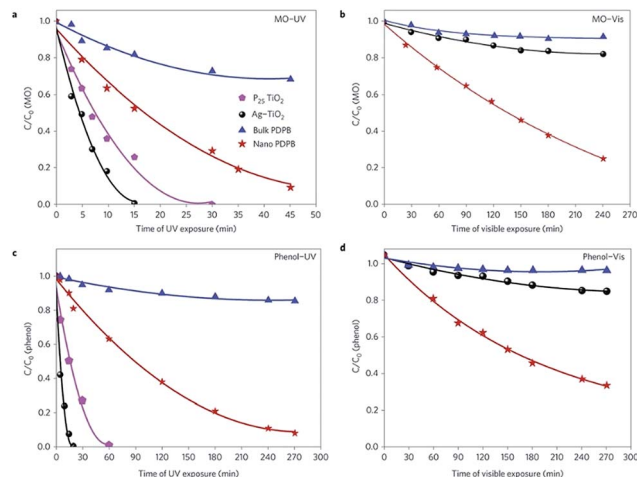 a
MO–UV
C/C0 (MO)
1.0
0.8
0.6
0.4
0.2
0.0
P25 TiO2
Ag–TiO2
Bulk PDPB
Nano PDPB
0 5 10 15 20 25 30 35 40 45 50
Time of UV exposure (min)
b
MO–Vis
C/C0 (MO)
1.0
0.8
0.6
0.4
0.2
0.0
0 30 60 90 120 150 180 210 240 270
Time of visible exposure (min)
c
Phenol–UV
C/C0 (phenol)
1.0
0.8
0.6
0.4
0.2
0.0
0 30 60 90 120 150 180 210 240 270 300
Time of UV exposure (min)
d
Phenol–Vis
C/CO (phenol)
1.0
0.8
0.6
0.4
0.2
0.0
0 30 60 90 120 150 180 210 240 270 300
Time of visible exposure (min)